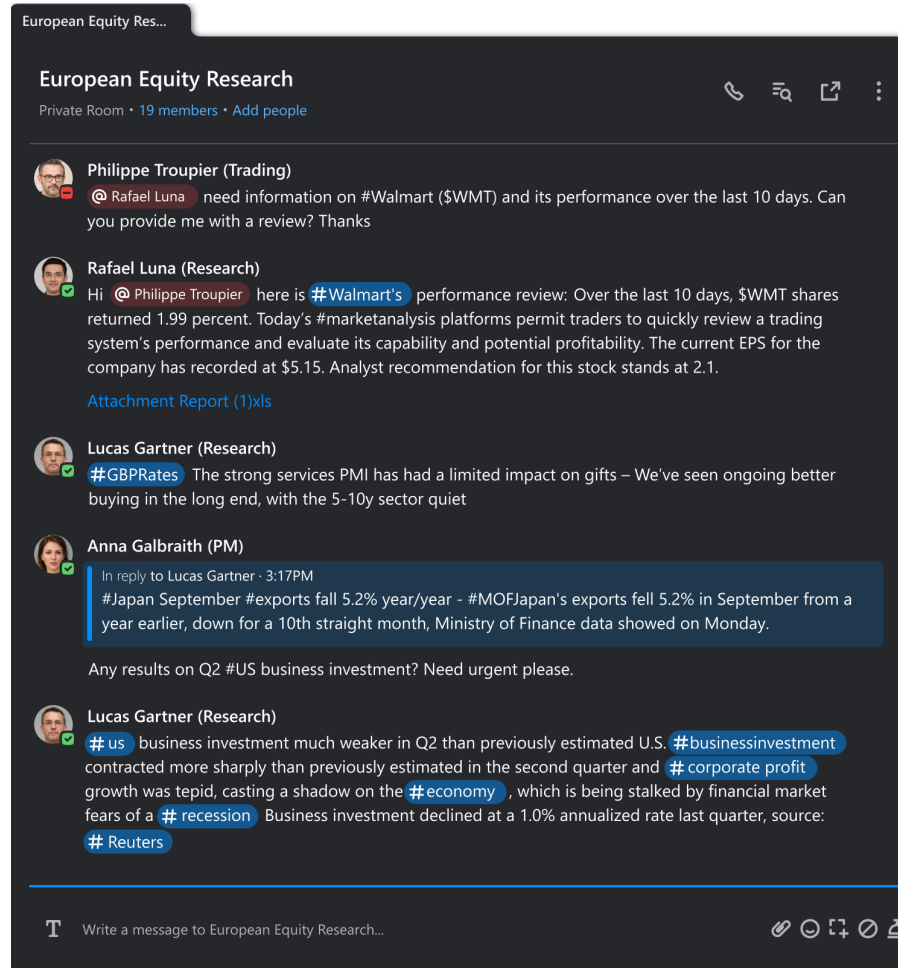 European Equity Res...
European Equity Research
Private Room • 19 members • Add people
Philippe Troupier (Trading)
@ Rafael Luna need information on #Walmart ($WMT) and its performance over the last 10 days. Can
you provide me with a review? Thanks
Rafael Luna (Research)
Hi @ Philippe Troupier here is #Walmart's performance review: Over the last 10 days, $WMT shares
returned 1.99 percent. Today’s #marketanalysis platforms permit traders to quickly review a trading
system’s performance and evaluate its capability and potential profitability. The current EPS for the
company has recorded at $5.15. Analyst recommendation for this stock stands at 2.1.
Attachment Report (1)xls
Lucas Gartner (Research)
#GBPRates The strong services PMI has had a limited impact on gifts – We’ve seen ongoing better
buying in the long end, with the 5-10y sector quiet
Anna Galbraith (PM)
In reply to Lucas Gartner · 3:17PM
#Japan September #exports fall 5.2% year/year - #MOFJapan's exports fell 5.2% in September from a
year earlier, down for a 10th straight month, Ministry of Finance data showed on Monday.
Any results on Q2 #US business investment? Need urgent please.
Lucas Gartner (Research)
# us business investment much weaker in Q2 than previously estimated U.S. #businessinvestment
contracted more sharply than previously estimated in the second quarter and # corporate profit
growth was tepid, casting a shadow on the #economy , which is being stalked by financial market
fears of a # recession Business investment declined at a 1.0% annualized rate last quarter, source:
# Reuters
T Write a message to European Equity Research...